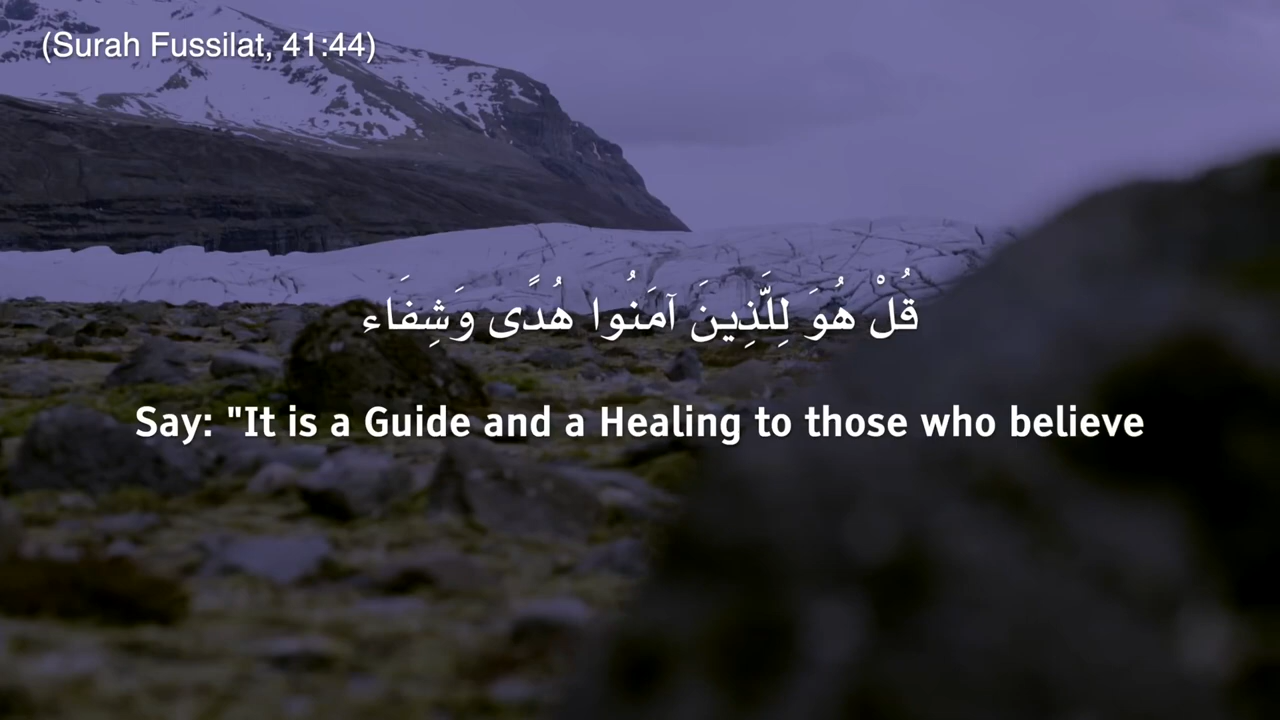 (Surah Fussilat, 41:44)
قُلْ هُوَ لِلَّذِينَ آمَنُوا هُدًى وَشِفَاء
Say: "It is a Guide and a Healing to those who believe